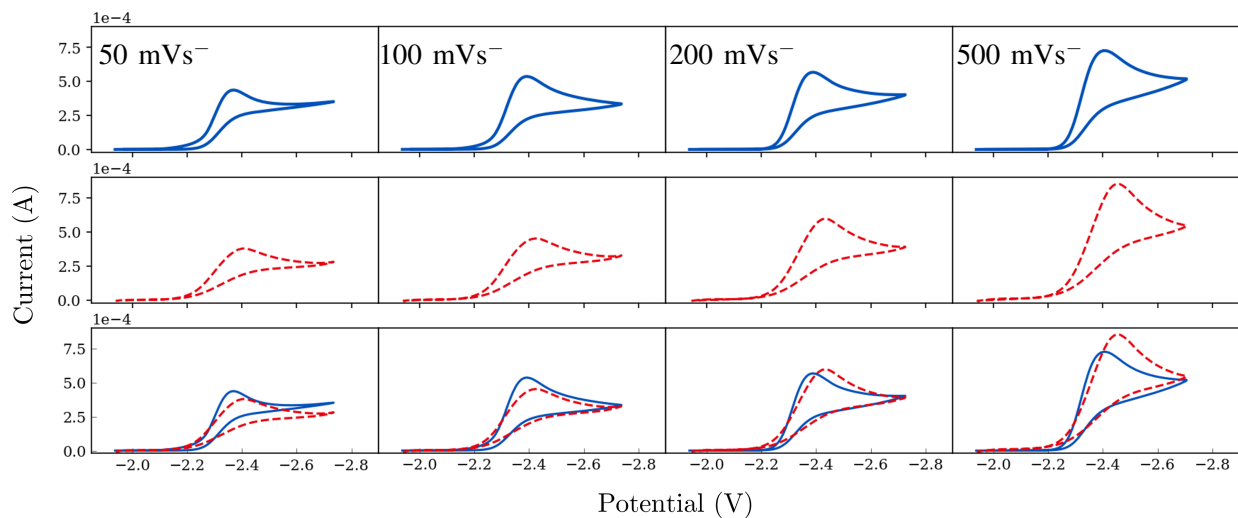 1e−4
50 mVs⁻
100 mVs⁻
200 mVs⁻
500 mVs⁻
7.5
5.0
2.5
0.0
1e−4
7.5
5.0
2.5
0.0
Current (A)
1e−4
7.5
5.0
2.5
0.0
−2.0 −2.2 −2.4 −2.6 −2.8 −2.0 −2.2 −2.4 −2.6 −2.8 −2.0 −2.2 −2.4 −2.6 −2.8 −2.0 −2.2 −2.4 −2.6 −2.8
Potential (V)